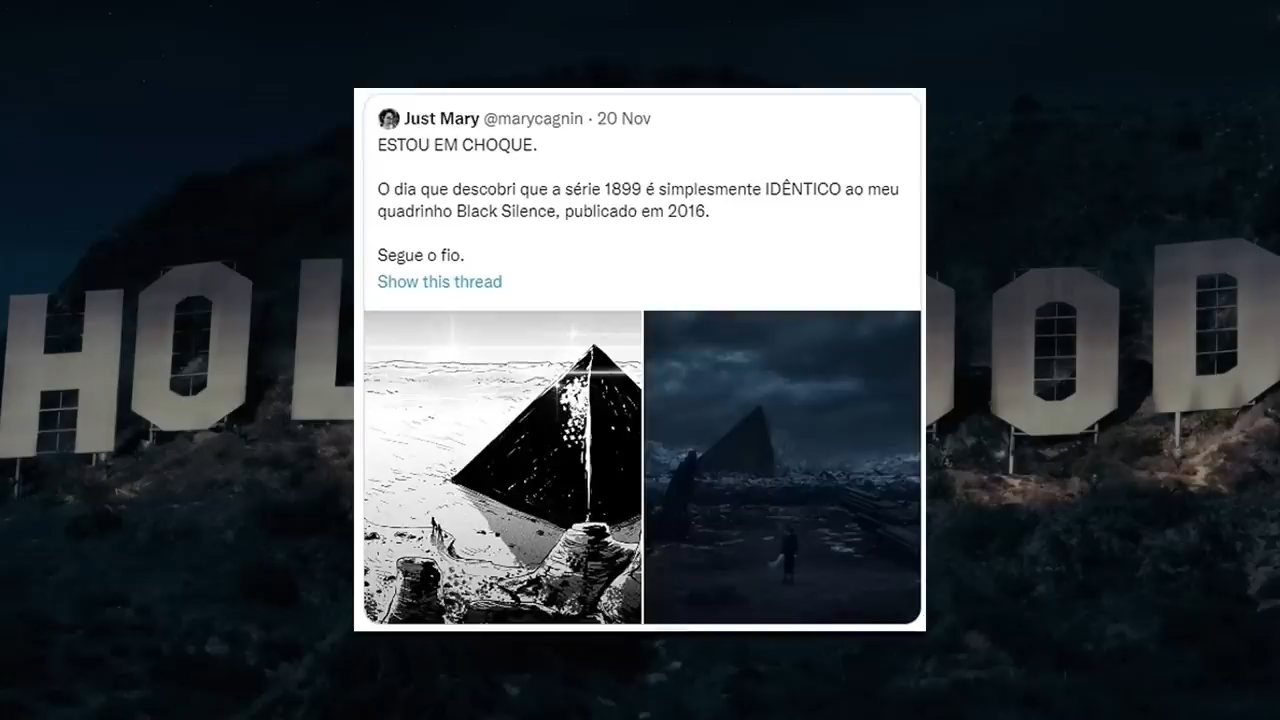 Just Mary @marycagnin · 20 Nov
ESTOU EM CHOQUE.
O dia que descobri que a série 1899 é simplesmente IDÊNTICO ao meu
quadrinho Black Silence, publicado em 2016.
Segue o fio.
Show this thread
HOL OOD